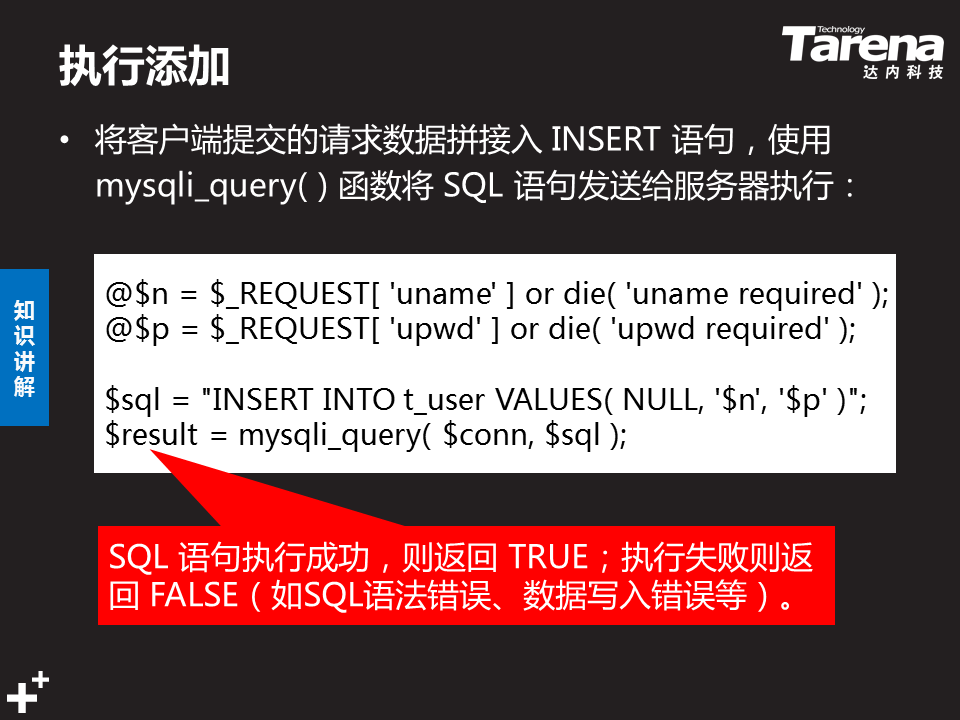 执行添加
Technology
Tarena
达内科技
• 将客户端提交的请求数据拼接入 INSERT 语句，使用
mysqli_query( ) 函数将 SQL 语句发送给服务器执行：
知
识
讲
解
@$n = $_REQUEST[ 'uname' ] or die( 'uname required' );
@$p = $_REQUEST[ 'upwd' ] or die( 'upwd required' );
$sql = "INSERT INTO t_user VALUES( NULL, '$n', '$p' )";
$result = mysqli_query( $conn, $sql );
SQL 语句执行成功，则返回 TRUE；执行失败则返
回 FALSE（如SQL语法错误、数据写入错误等）。